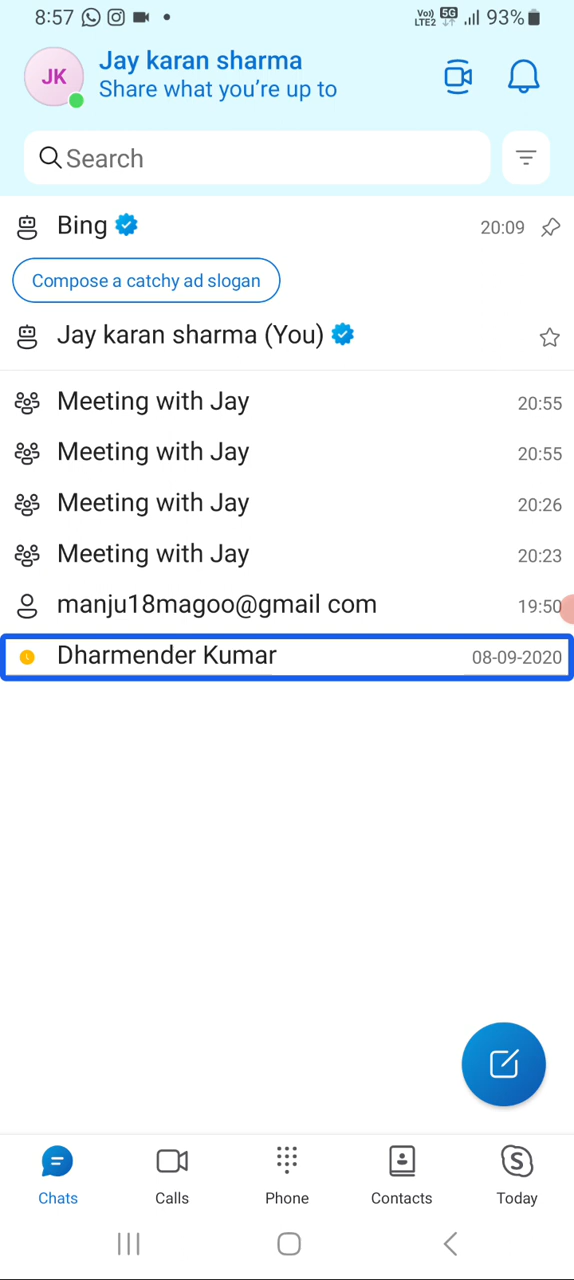 8:57 Vo)) LTE2 5G 93%
JK Jay karan sharma
Share what you're up to
Search
Bing 20:09
Compose a catchy ad slogan
Jay karan sharma (You)
Meeting with Jay 20:55
Meeting with Jay 20:55
Meeting with Jay 20:26
Meeting with Jay 20:23
manju18magoo@gmail com 19:50
Dharmender Kumar 08-09-2020
Chats Calls Phone Contacts Today